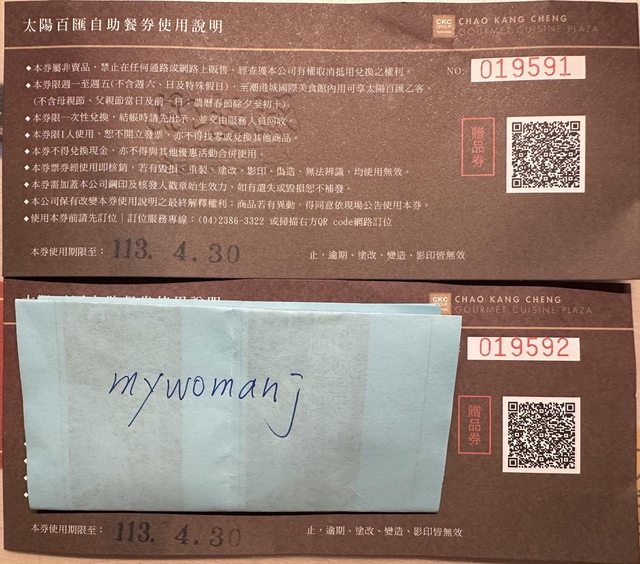 太陽百匯自助餐券使用說明
CKC
GROUP
CHAO KANG CHENG
GOURMET CUISINE PLAZA
NO: 019591
◆本券屬非賣品,禁止在任何通路或網路上販售,經查獲本公司有權取消抵用兌換之權利。
◆本券限週一至週五(不含週六、日及特殊假日),至潮港城國際美食館內用可享太陽百匯乙客
(不含母親節、父親節當日及前一日;農曆春節除夕至初十)。
◆本券限一次性兌換,結帳時請先出示,並交由服務人員回收。
◆本券限1人使用,恕不開立發票,亦不得找零或兌換其他商品。
◆本券不得兌換現金,亦不得與其他優惠活動合併使用。
◆本票券經使用即核銷,若有毀損、重製、塗改、影印、偽造、無法辨識,均使用無效。
◆本券需加蓋本公司鋼印及核發人戳章始生效力,如有遺失或毀損恕不補發。
◆本公司保有改變本券使用說明之最終解釋權利;商品若有異動,得同意依現場公告使用本券。
◆使用本券前請先訂位|訂位服務專線:(04)2386-3322 或掃描右方QR code網路訂位
贈品券
本券使用期限至: 113. 4. 30
止,逾期、塗改、變造、影印皆無效
CKC
CHAO KANG CHENG
GOURMET CUISINE PLAZA
019592
mywomanj
贈品券
本券使用期限至: 113. 4. 30
止,逾期、塗改、變造、影印皆無效